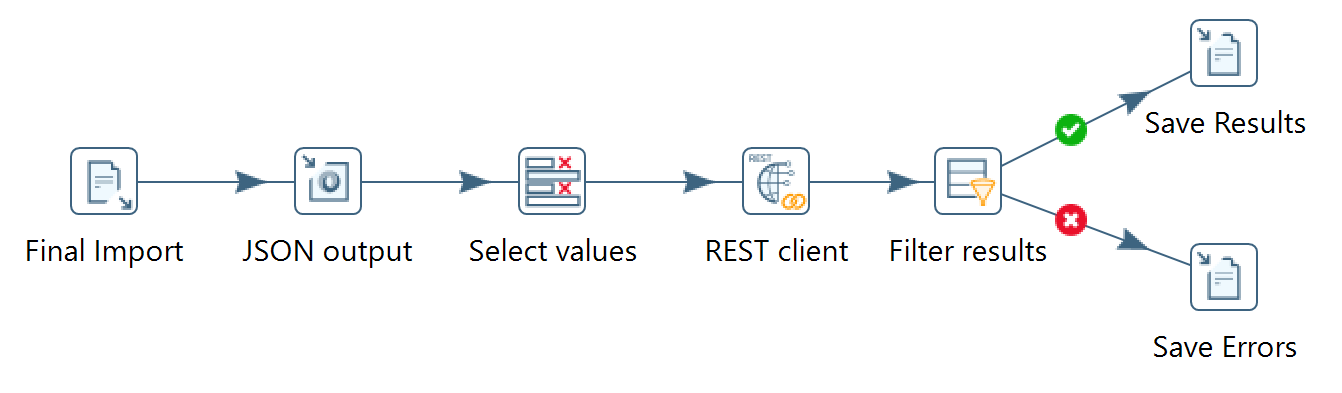 Save Results
REST
Final Import
JSON output
Select values
REST client
Filter results
Save Errors